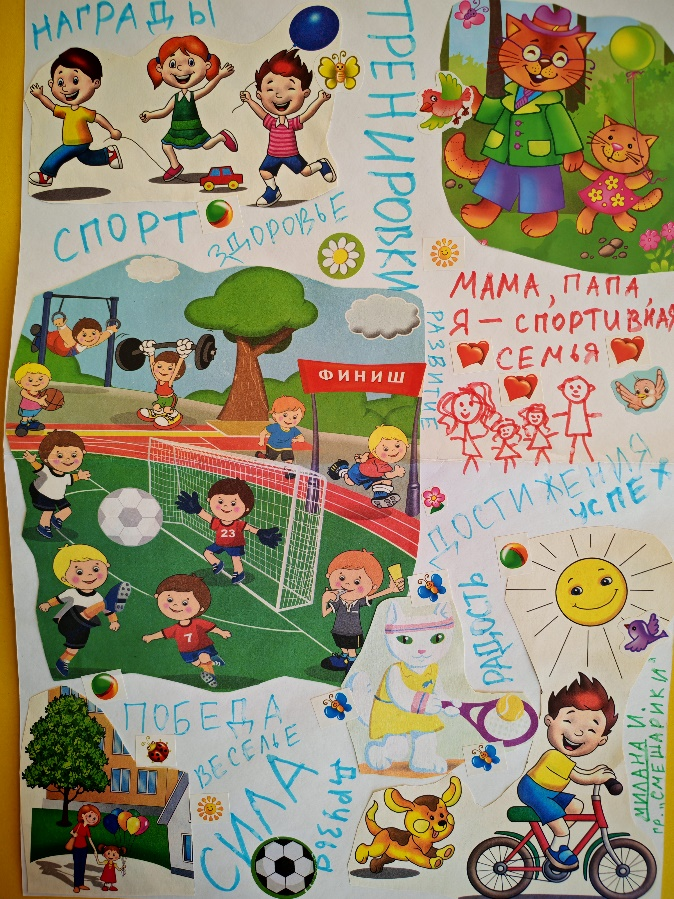 НАГРАДЫ
ТРЕНИРОВКИ
СПОРТ
ЗДОРОВЬЕ
МАМА, ПАПА,
Я - СПОРТИВНАЯ
СЕМЬЯ
РАЗВИТИЕ
ФИНИШ
23
7
ДОСТИЖЕНИЯ
УСПЕХ
РАДОСТЬ
ПОБЕДА
ВЕСЕЛЬЕ
СИЛА
ДРУЗЬЯ
МИЛАНА И.
ГР. "СМЕШАРИКИ"